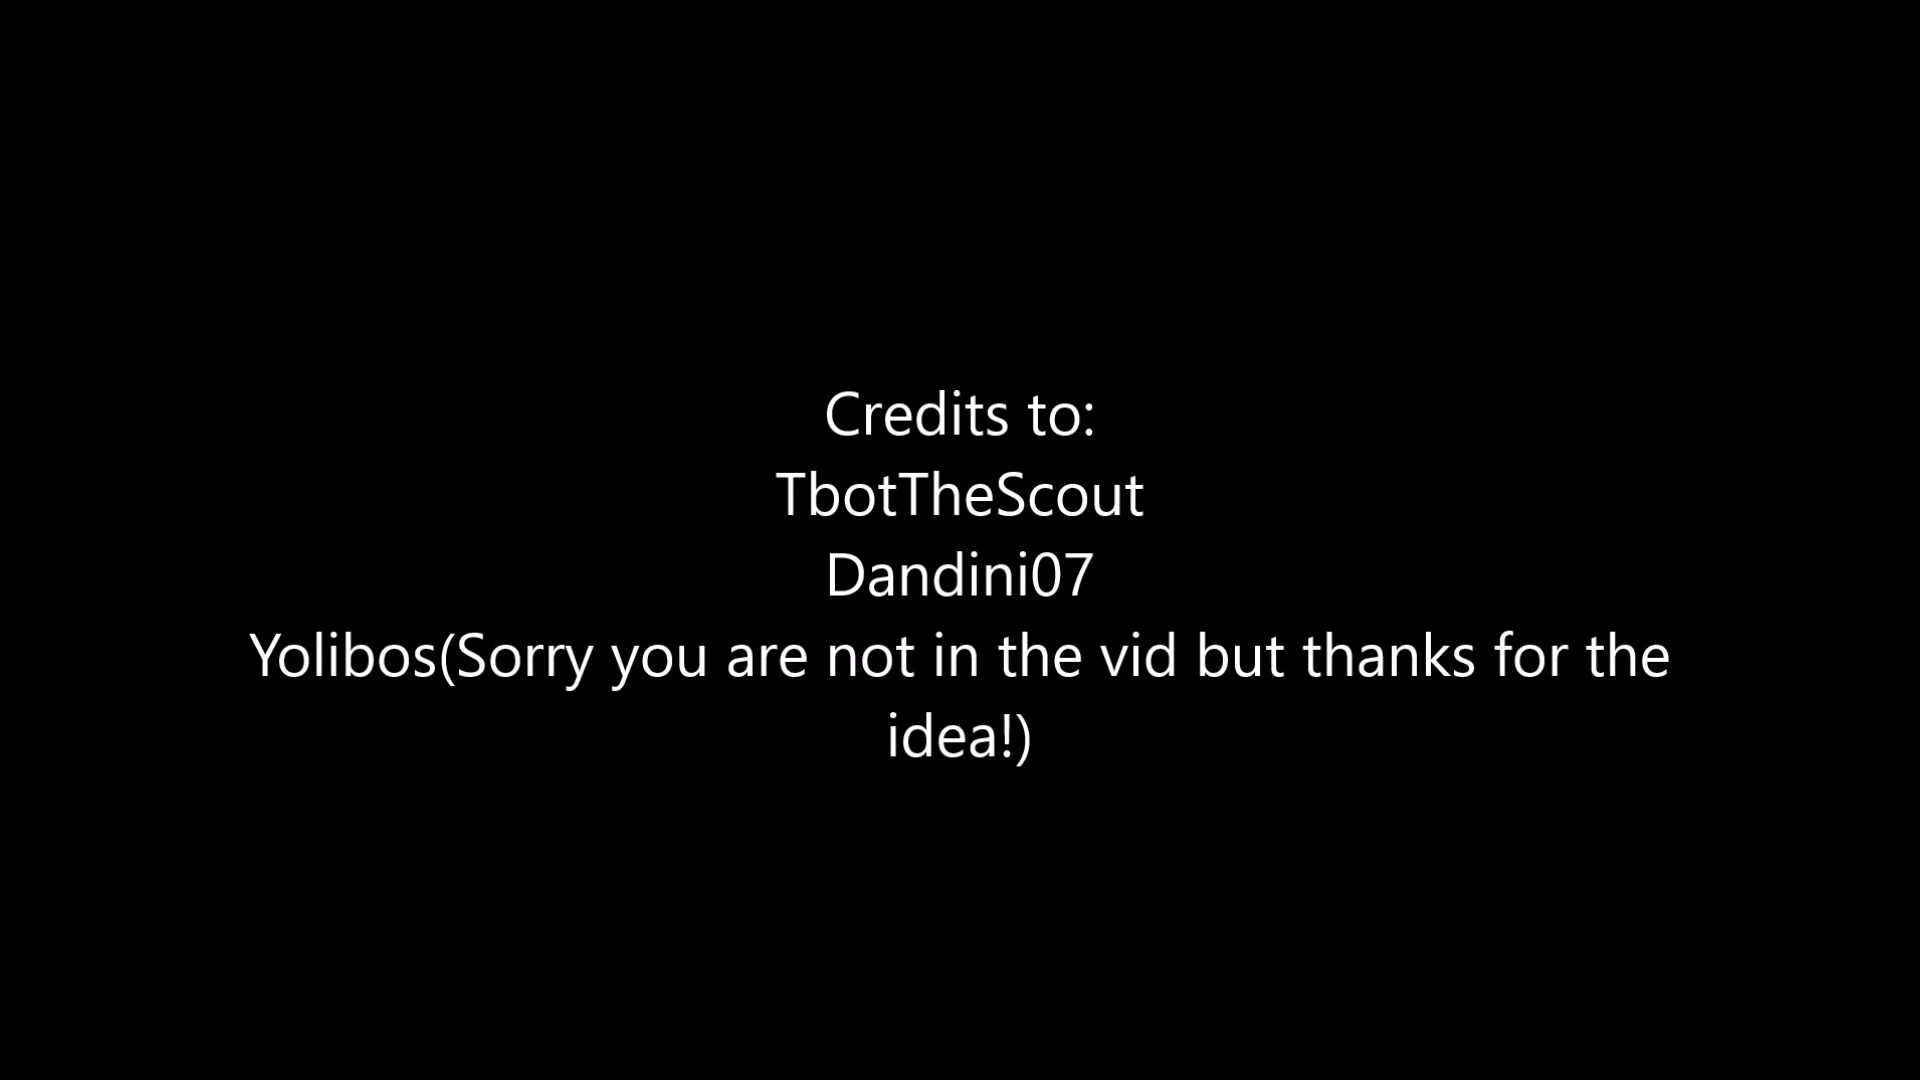 Credits to:
TbotTheScout
Dandini07
Yolibos(Sorry you are not in the vid but thanks for the
idea!)